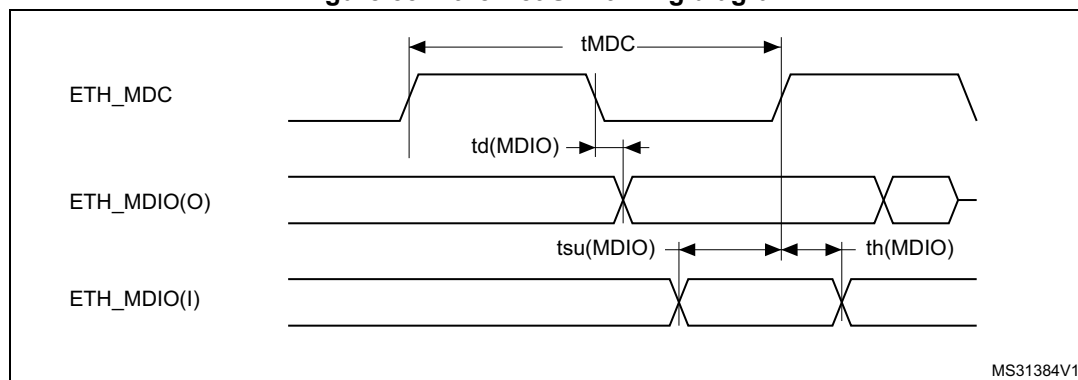 tMDC
ETH_MDC
td(MDIO)
ETH_MDIO(O)
tsu(MDIO)
th(MDIO)
ETH_MDIO(I)
MS31384V1